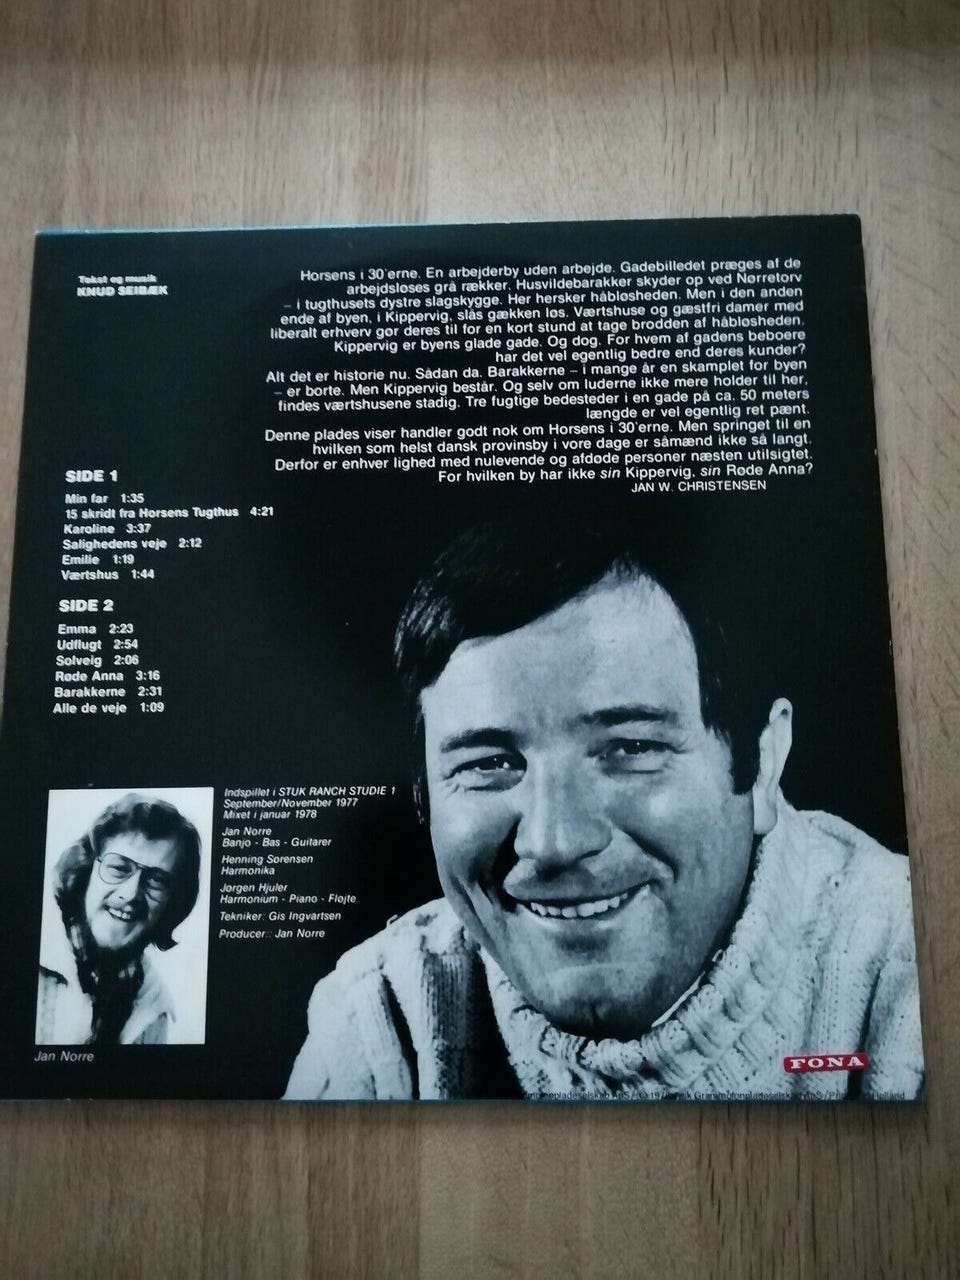 Tekst og musik
KNUD SEIBÆK
Horsens i 30'erne. En arbejderby uden arbejde. Gadebilledet præges af de
arbejdsløses grå rækker. Husvildebarakker skyder op ved Nørretorv
– i tugthusets dystre slagskygge. Her hersker håbløsheden. Men i den anden
ende af byen, i Kippervig, slås gækken løs. Værtshuse og gæstfri damer med
liberalt erhverv gør deres til for en kort stund at tage brodden af håbløsheden.
Kippervig er byens glade gade. Og dog. For hvem af gadens beboere
har det vel egentlig bedre end deres kunder?
Alt det er historie nu. Sådan da. Barakkerne – i mange år en skamplet for byen
– er borte. Men Kippervig består. Og selv om luderne ikke mere holder til her,
findes værtshusene stadig. Tre fugtige bedesteder i en gade på ca. 50 meters
længde er vel egentlig ret pænt.
Denne plades viser handler godt nok om Horsens i 30'erne. Men springet til en
hvilken som helst dansk provinsby i vore dage er såmænd ikke så langt.
Derfor er enhver lighed med nulevende og afdøde personer næsten utilsigtet.
For hvilken by har ikke sin Kippervig, sin Røde Anna?
JAN W. CHRISTENSEN
SIDE 1
Min far 1:35
15 skridt fra Horsens Tugthus 4:21
Karoline 3:37
Salighedens veje 2:12
Emilie 1:19
Værtshus 1:44
SIDE 2
Emma 2:23
Udflugt 2:54
Solveig 2:06
Røde Anna 3:16
Barakkerne 2:31
Alle de veje 1:09
Indspillet i STUK RANCH STUDIE 1
September/November 1977
Mixet i januar 1978
Jan Norre
Banjo - Bas - Guitarer
Henning Sørensen
Harmonika
Jørgen Hjuler
Harmonium - Piano - Fløjte
Tekniker: Gis Ingvartsen
Producer:: Jan Norre
Jan Norre
FONA